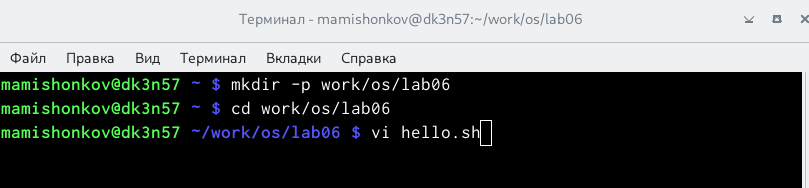 Терминал - mamishonkov@dk3n57:~/work/os/lab06
Файл Правка Вид Терминал Вкладки Справка
mamishonkov@dk3n57 ~ $ mkdir -p work/os/lab06
mamishonkov@dk3n57 ~ $ cd work/os/lab06
mamishonkov@dk3n57 ~/work/os/lab06 $ vi hello.sh